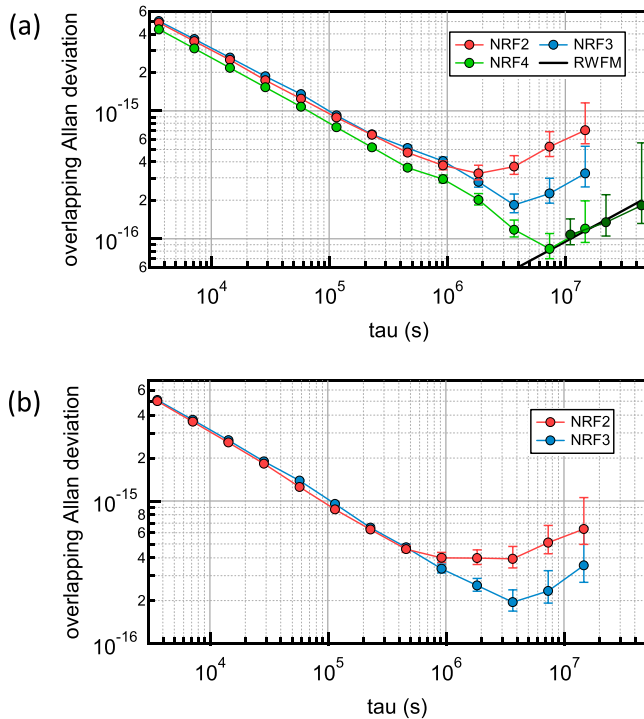 (a)
overlapping Allan deviation
6
4
2
10-15
6
4
2
10-16
6
NRF2 NRF3
NRF4 RWFM
10⁴ 10⁵ 10⁶ 10⁷
tau (s)
(b)
overlapping Allan deviation
6
4
2
10-15
8
6
4
2
10-16
NRF2
NRF3
10⁴ 10⁵ 10⁶ 10⁷
tau (s)